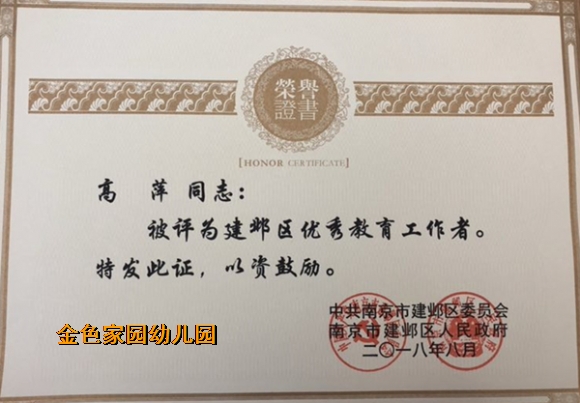 榮譽
證書
[HONOR CERTIFICATE]
高 萍 同志：
被评为建邺区优秀教育工作者。
特发此证，以资鼓励。
中共南京市建邺区委员会
南京市建邺区人民政府
二〇一八年八月
金色家园幼儿园